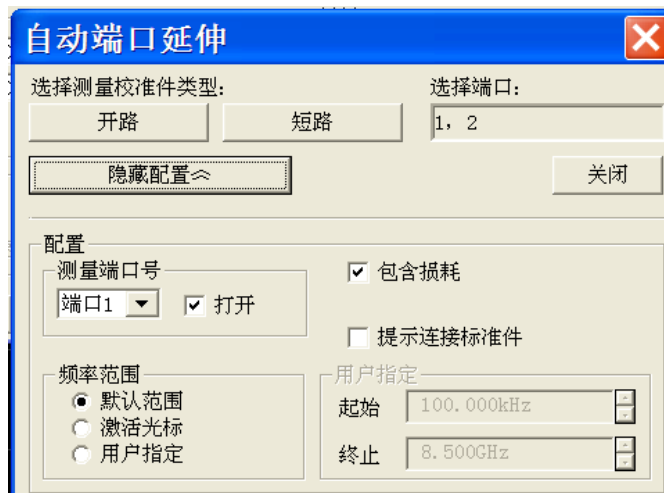 自动端口延伸
选择测量校准件类型: 选择端口:
开路 短路 1, 2
隐藏配置 关闭
配置
测量端口号 包含损耗
端口1 打开
提示连接标准件
频率范围 用户指定
默认范围 起始 100.000kHz
激活光标
用户指定 终止 8.500GHz